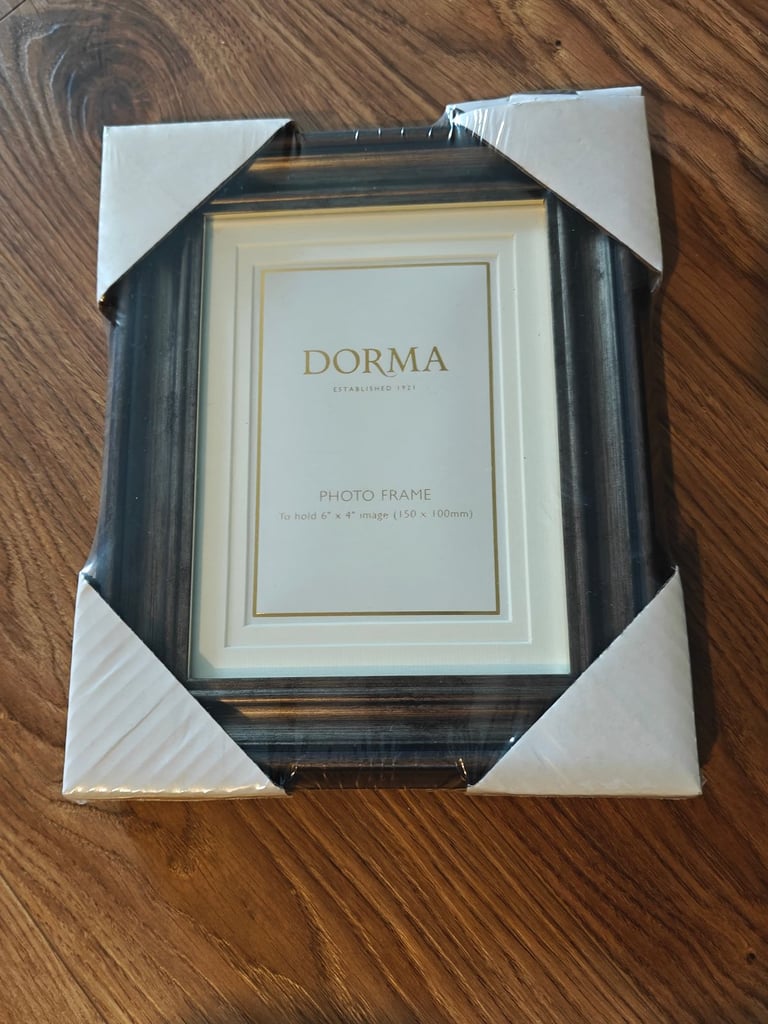 DORMA
ESTABLISHED 1921
PHOTO FRAME
To hold 6" x 4" image (150 x 100mm)